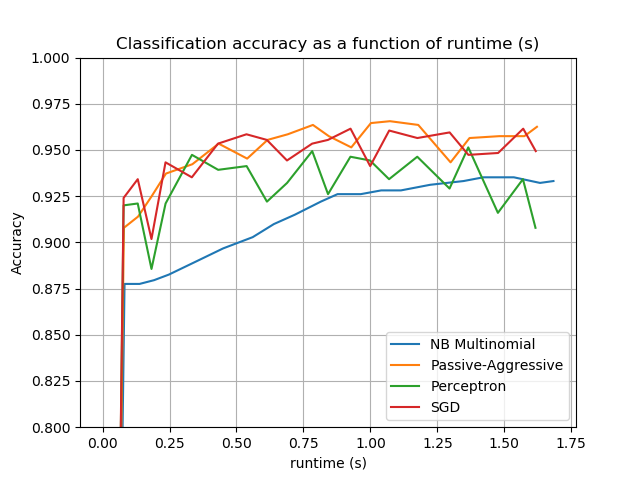 Classification accuracy as a function of runtime (s)
1.000
0.975
0.950
0.925
0.900
0.875
0.850
0.825
0.800
Accuracy
NB Multinomial
Passive-Aggressive
Perceptron
SGD
0.00 0.25 0.50 0.75 1.00 1.25 1.50 1.75
runtime (s)